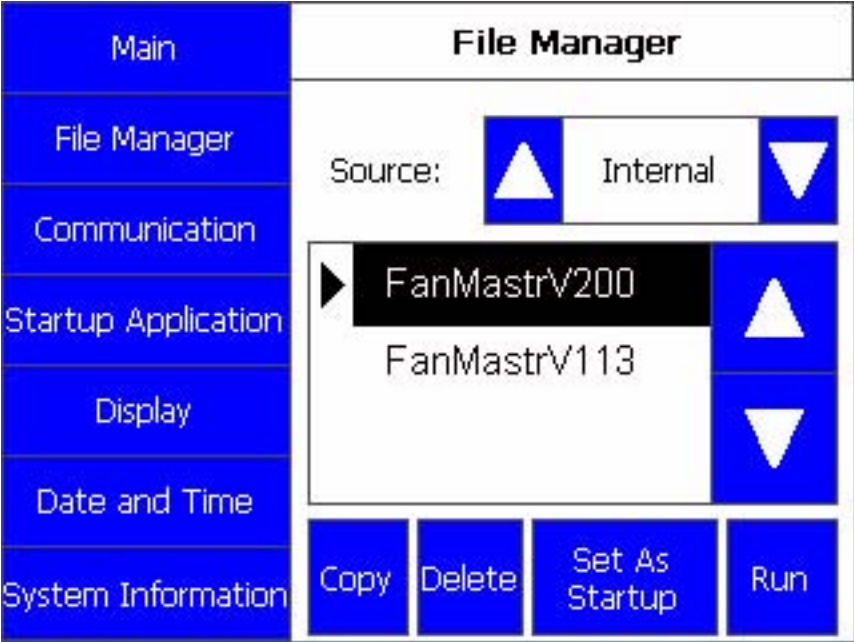 Main
File Manager
Communication
Startup Application
Display
Date and Time
System Information
File Manager
Source:
Internal
FanMastrV200
FanMastrV113
Copy
Delete
Set As
Startup
Run